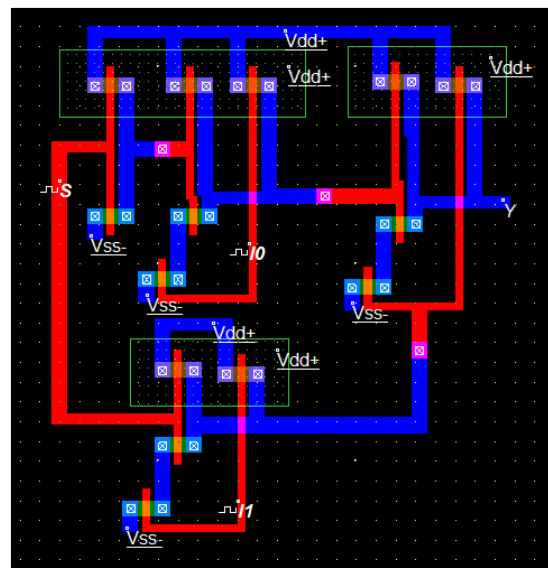 Vdd+
Vdd+
Vdd+
S
Vss-
I0
Y
Vss-
Vss-
Vdd+
Vdd+
I1
Vss-